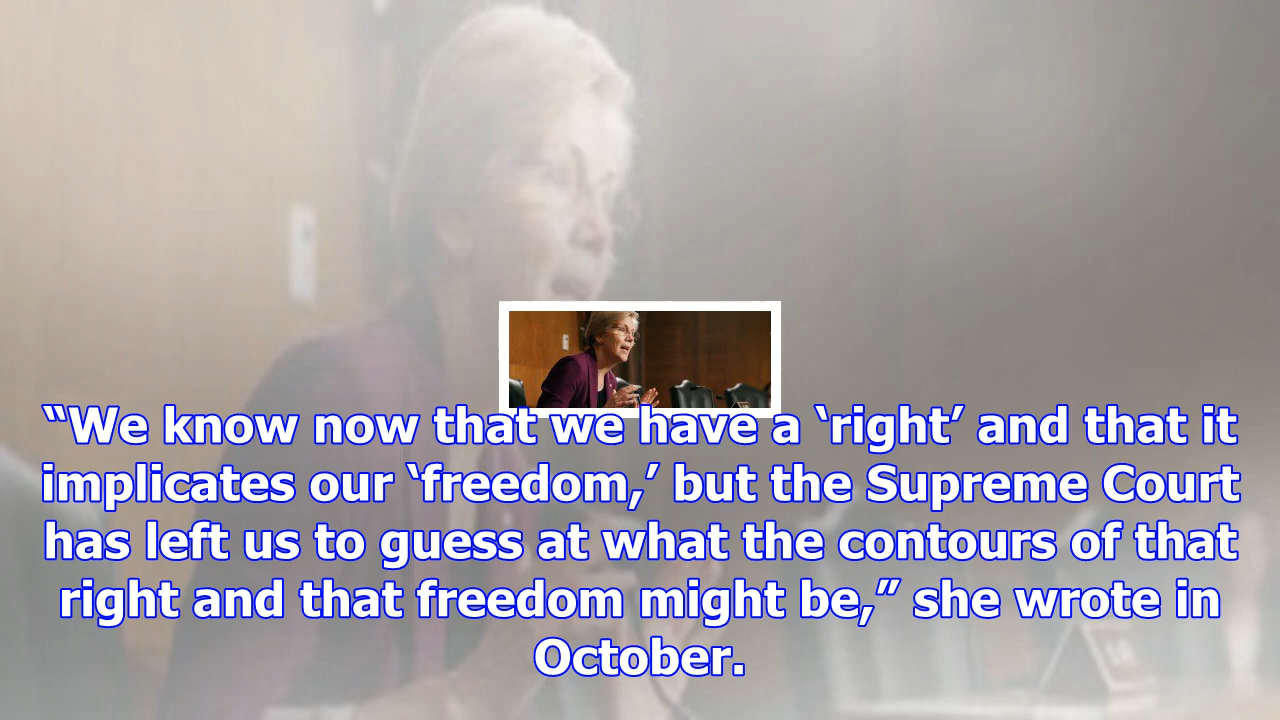 “We know now that we have a ‘right’ and that it
implicates our ‘freedom,’ but the Supreme Court
has left us to guess at what the contours of that
right and that freedom might be,” she wrote in
October.